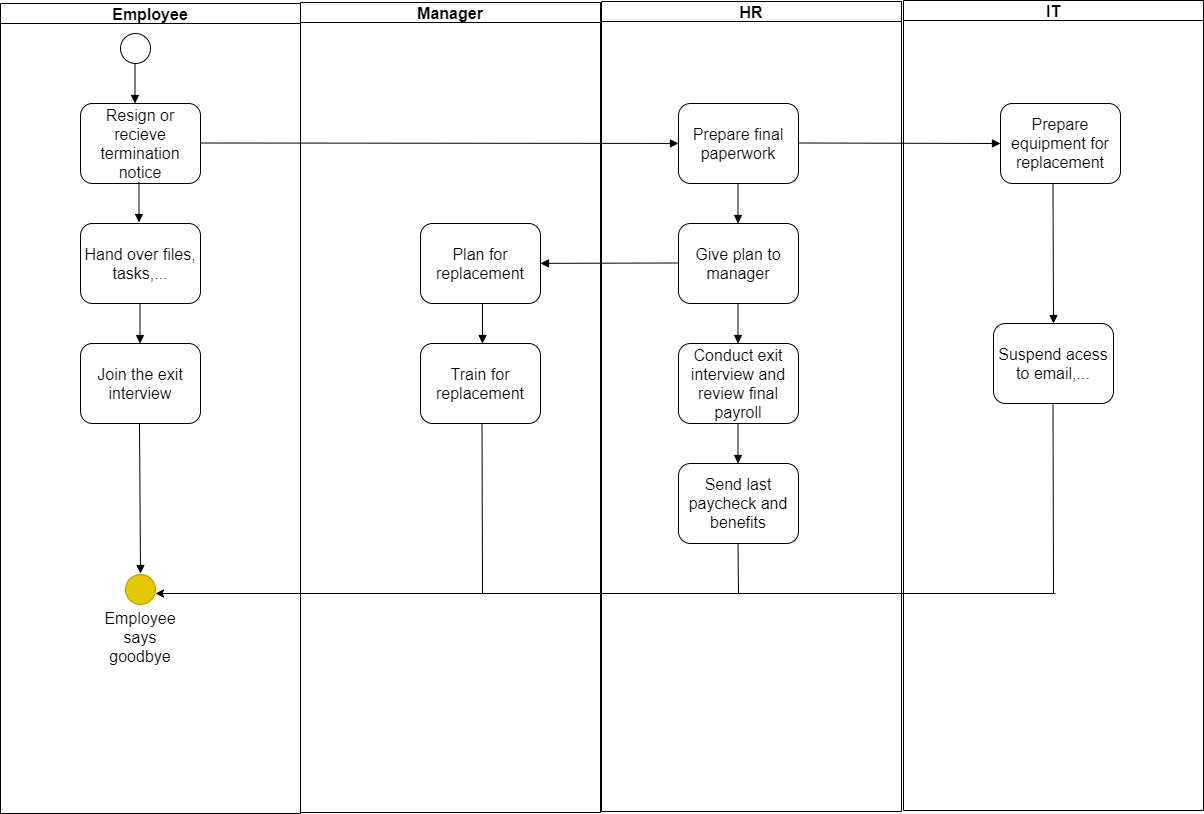 Employee
Manager
HR
IT
Resign or
recieve
termination
notice
Prepare final
paperwork
Prepare
equipment for
replacement
Hand over files,
tasks,...
Plan for
replacement
Give plan to
manager
Join the exit
interview
Train for
replacement
Conduct exit
interview and
review final
payroll
Suspend acess
to email,...
Send last
paycheck and
benefits
Employee
says
goodbye